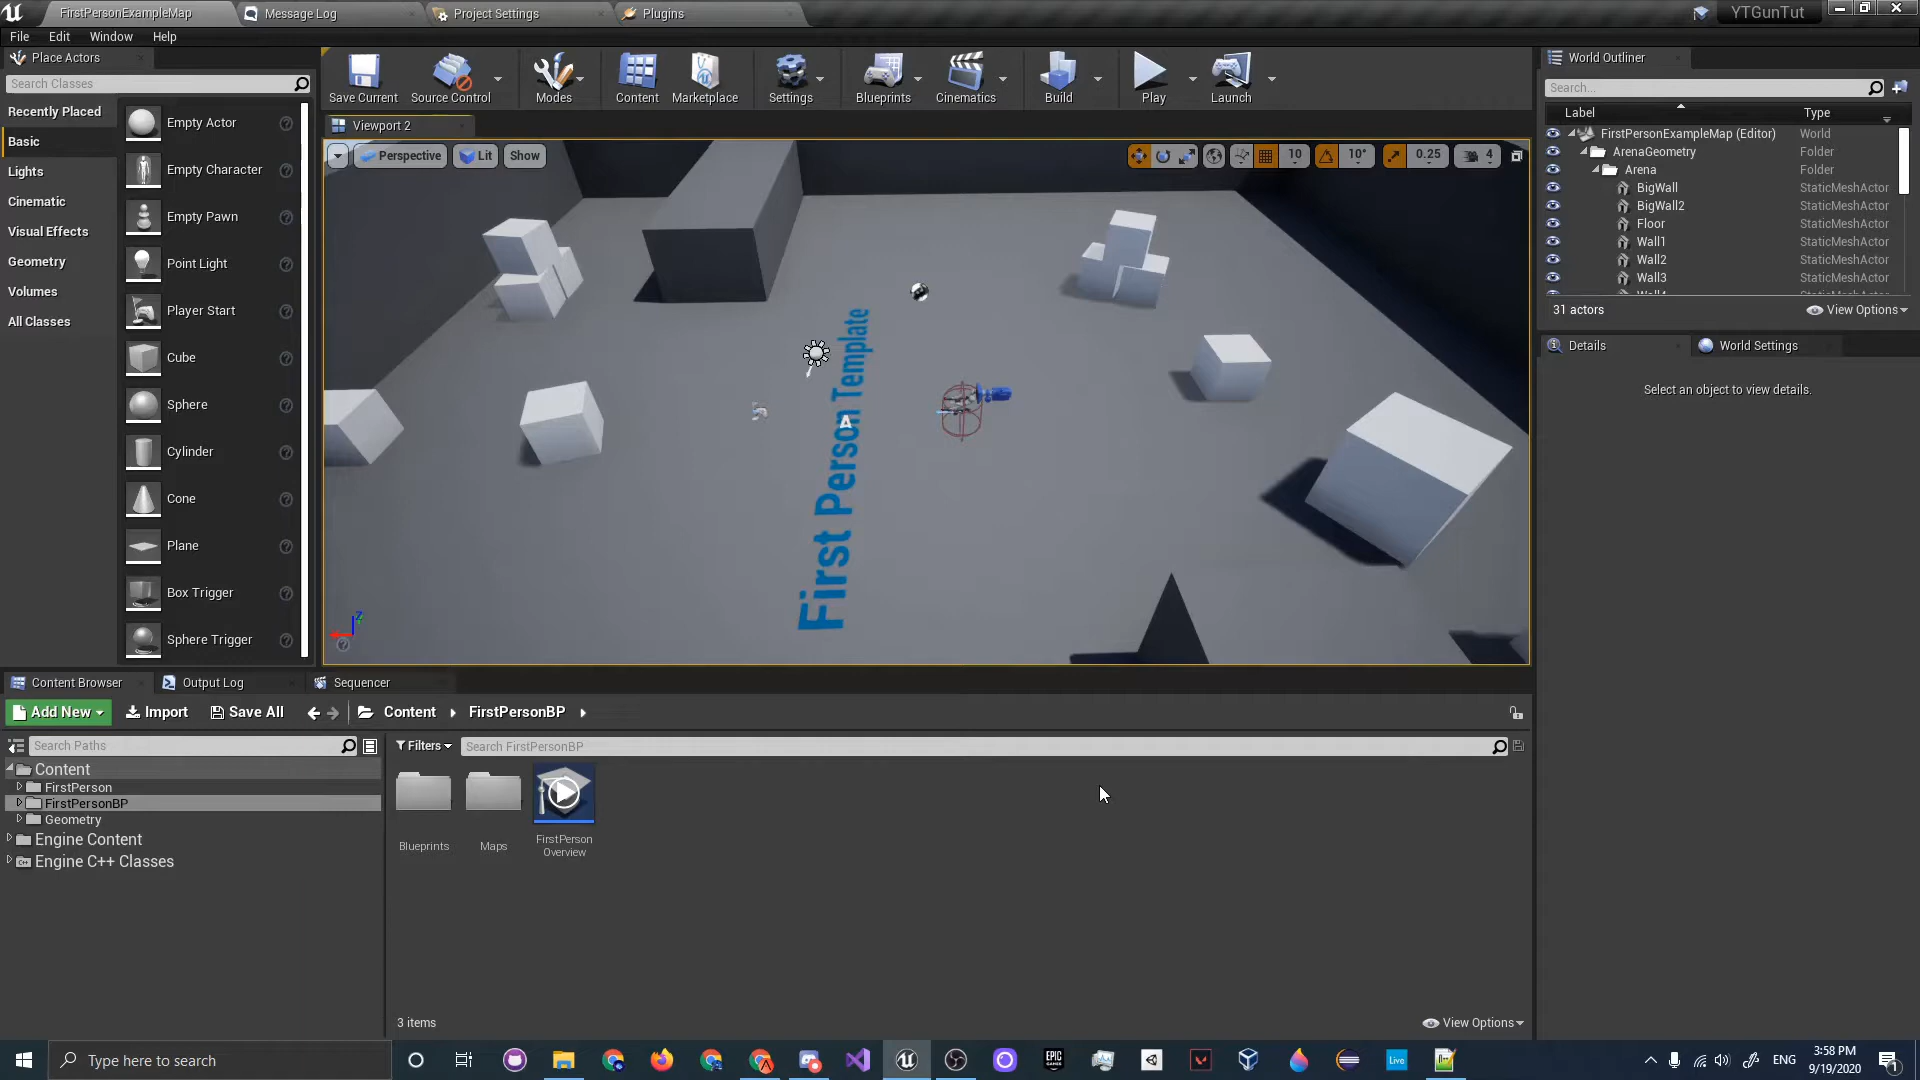 FirstPersonExampleMap
Message Log
Project Settings
Plugins
YTGunTut
File
Edit
Window
Help
Place Actors
Search Classes
Recently Placed
Basic
Lights
Cinematic
Visual Effects
Geometry
Volumes
All Classes
Empty Actor
Empty Character
Empty Pawn
Point Light
Player Start
Cube
Sphere
Cylinder
Cone
Plane
Box Trigger
Sphere Trigger
Save Current
Source Control
Modes
Content
Marketplace
Settings
Blueprints
Cinematics
Build
Play
Launch
Viewport 2
Perspective
Lit
Show
10
10°
0.25
4
First Person Template
World Outliner
Search...
Label
Type
FirstPersonExampleMap (Editor) World
ArenaGeometry Folder
Arena Folder
BigWall StaticMeshActor
BigWall2 StaticMeshActor
Floor StaticMeshActor
Wall1 StaticMeshActor
Wall2 StaticMeshActor
Wall3 StaticMeshActor
31 actors
View Options
Details
World Settings
Select an object to view details.
Content Browser
Output Log
Sequencer
Add New
Import
Save All
Content
FirstPersonBP
Search Paths
Filters
Search FirstPersonBP
Content
FirstPerson
FirstPersonBP
Geometry
Engine Content
Engine C++ Classes
Blueprints
Maps
FirstPerson
Overview
3 items
View Options
Type here to search
EPIC
GAMES
Live
ENG
3:58 PM
9/19/2020
1